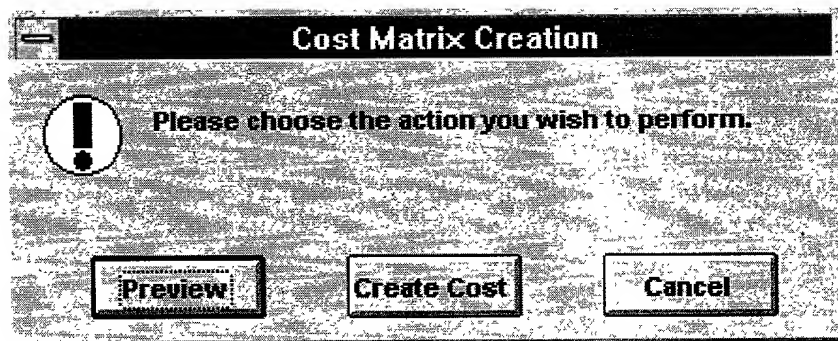 Cost Matrix Creation
Please choose the action you wish to perform.
Preview Create Cost Cancel